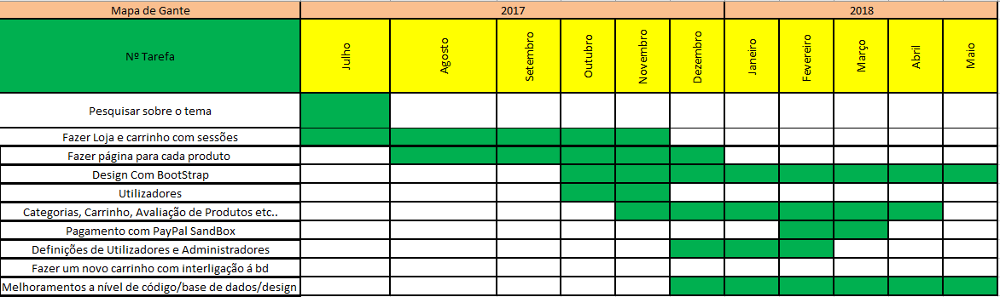 Mapa de Gante 2017 2018
Nº Tarefa Julho Agosto Setembro Outubro Novembro Dezembro Janeiro Fevereiro Março Abril Maio
Pesquisar sobre o tema
Fazer Loja e carrinho com sessões
Fazer página para cada produto
Design Com BootStrap
Utilizadores
Categorias, Carrinho, Avaliação de Produtos etc..
Pagamento com PayPal SandBox
Definições de Utilizadores e Administradores
Fazer um novo carrinho com interligação á bd
Melhoramentos a nível de código/base de dados/design